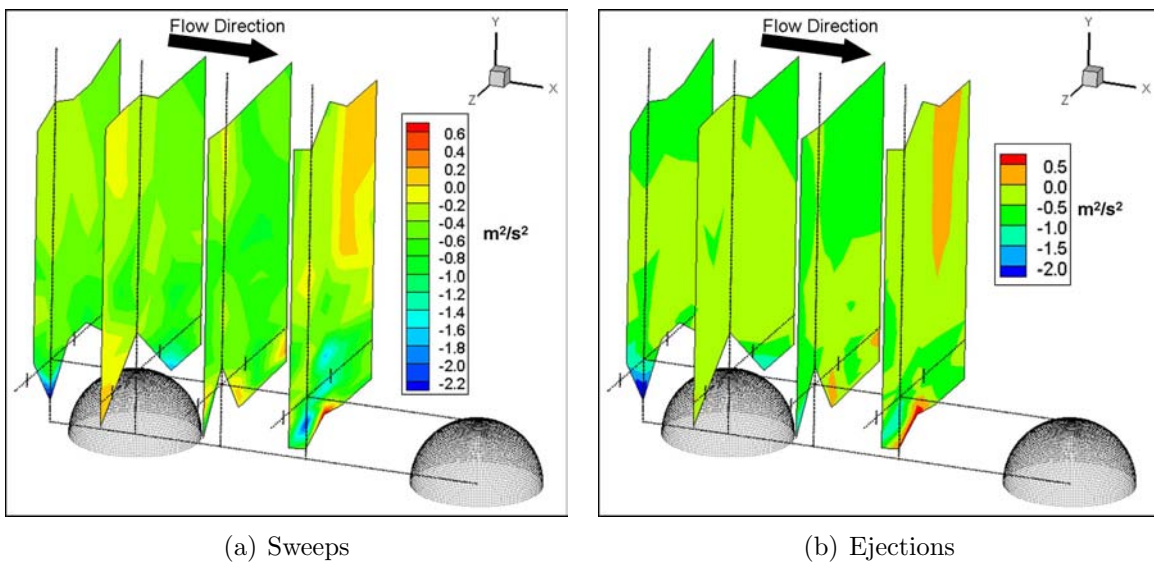 Flow Direction
Y
Z
X
0.6
0.4
0.2
0.0
-0.2
-0.4
-0.6
-0.8
-1.0
-1.2
-1.4
-1.6
-1.8
-2.0
-2.2
m²/s²
(a) Sweeps
Flow Direction
Y
Z
X
0.5
0.0
-0.5
-1.0
-1.5
-2.0
m²/s²
(b) Ejections